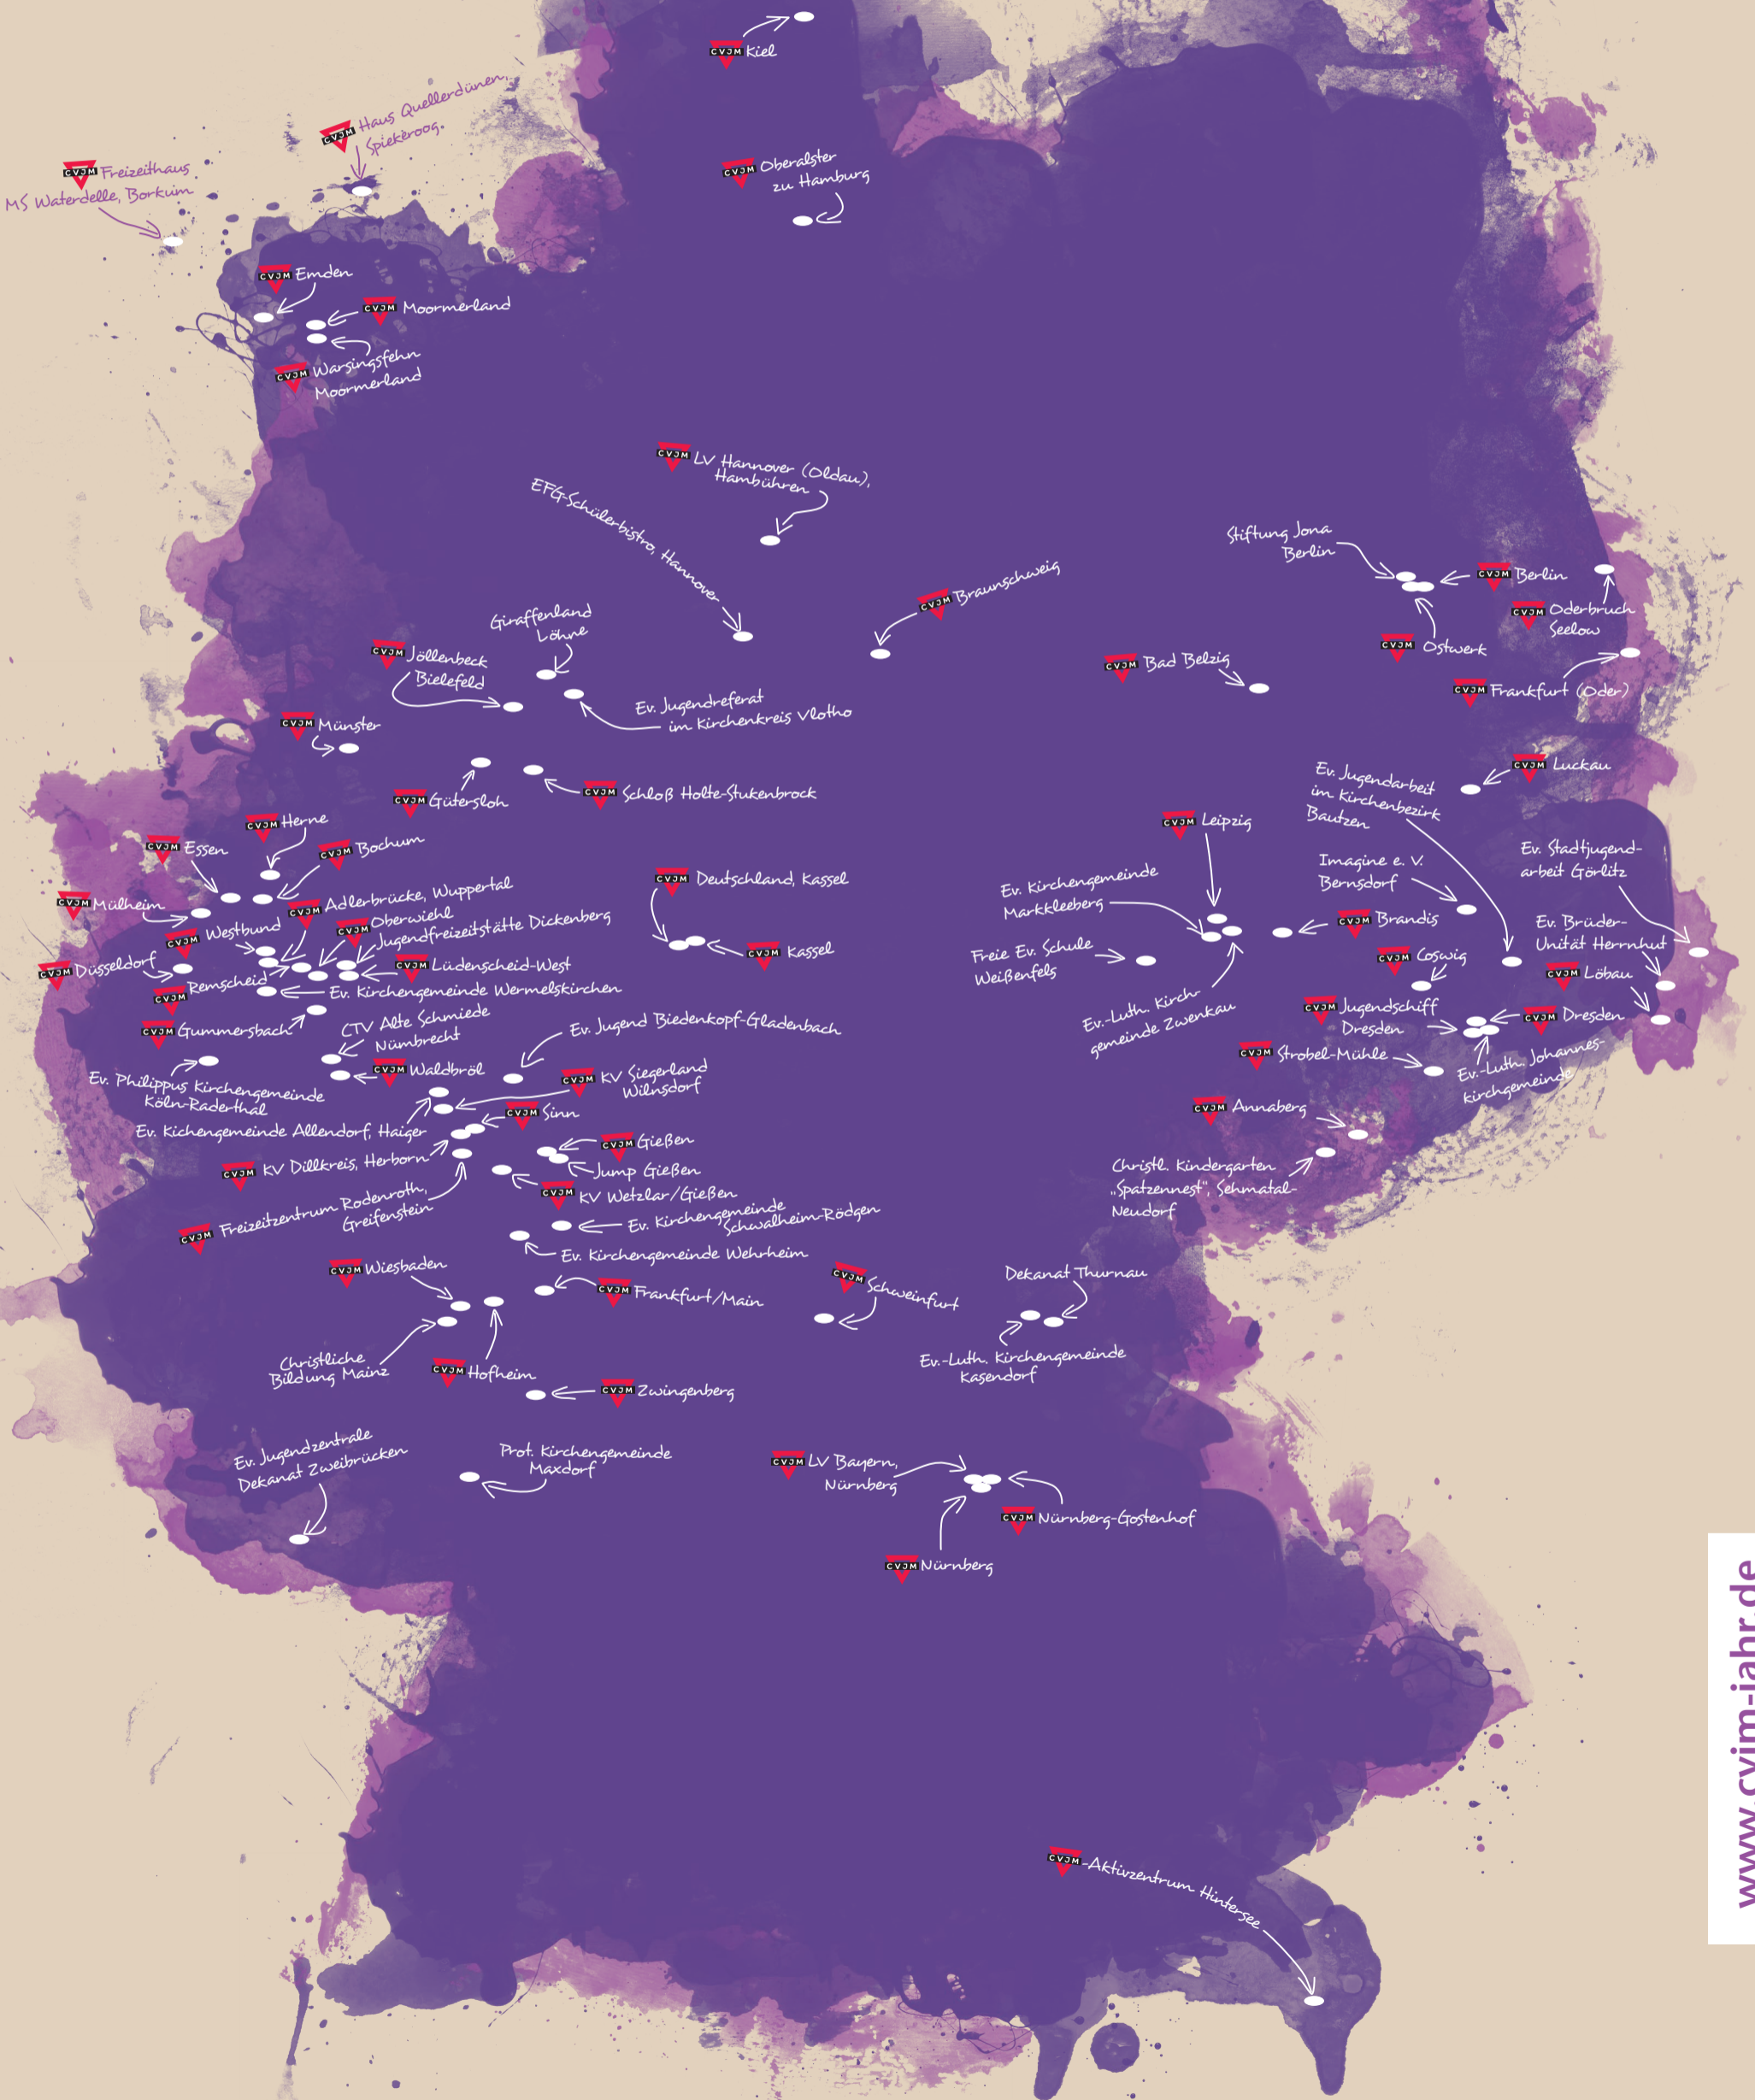 CVJM Kiel
CVJM Haus Quellerdünen,
Spiekeroog.
CVJM Freizeithaus
MS Waterdelle, Borkum
CVJM Oberalster
zu Hamburg
CVJM Emden
CVJM Moormerland
CVJM Warsingsfehn
Moormerland
CVJM LV Hannover (Oldau),
Hambühren
EFG-Schülerbistro, Hannover
CVJM Braunschweig
Stiftung Jona
Berlin
CVJM Berlin
CVJM Oderbruch
Seelow
CVJM Ostwerk
CVJM Frankfurt (Oder)
CVJM Bad Belzig
Giraffenland
Löhne
CVJM Jöllenbeck
Bielefeld
Ev. Jugendreferat
im Kirchenkreis Vlotho
CVJM Münster
CVJM Gütersloh
CVJM Schloß Holte-Stukenbrock
CVJM Luckau
Ev. Jugendarbeit
im Kirchenbezirk
Bautzen
CVJM Herne
CVJM Essen
CVJM Bochum
CVJM Leipzig
Ev. Stadtjugend-
arbeit Görlitz
Imagine e. V.
Bernsdorf
CVJM Deutschland, Kassel
CVJM Kassel
Ev. Kirchengemeinde
Markkleeberg
CVJM Mülheim
CVJM Adlerbrücke, Wuppertal
CVJM Oberwiehl
Jugendfreizeitstätte Dickenberg
CVJM Westbund
CVJM Brandis
Ev. Brüder-
Unität Herrnhut
Freie Ev. Schule
Weißenfels
CVJM Coswig
CVJM Löbau
CVJM Düsseldorf
CVJM Lüdenscheid-West
CVJM Remscheid
Ev. Kirchengemeinde Wermelskirchen
CVJM Gummersbach
CTV Alte Schmiede
Nümbrecht
Ev. Jugend Biedenkopf-Gladenbach
Ev.-Luth. Kirch-
gemeinde Zwenkau
CVJM Jugendschiff
Dresden
CVJM Dresden
CVJM Strobel-Mühle
Ev.-Luth. Johannes-
kirchgemeinde
CVJM Waldbröl
Ev. Philippus Kirchengemeinde
Köln-Raderthal
CVJM KV Siegerland
Wilnsdorf
CVJM Sinn
Ev. Kichengemeinde Allendorf, Haiger
CVJM Annaberg
CVJM Gießen
CVJM KV Dillkreis, Herborn
Jump Gießen
CVJM KV Wetzlar/Gießen
Christl. Kindergarten
„Spatzennest“, Sehmatal-
Neudorf
CVJM Freizeitzentrum Rodenroth,
Greifenstein
Ev. Kirchengemeinde
Schwalheim-Rödgen
Ev. Kirchengemeinde Wehrheim
CVJM Wiesbaden
CVJM Frankfurt/Main
CVJM Schweinfurt
Dekanat Thurnau
Christliche
Bildung Mainz
CVJM Hofheim
Ev.-Luth. Kirchengemeinde
Kasendorf
CVJM Zwingenberg
Ev. Jugendzentrale
Dekanat Zweibrücken
Prot. Kirchengemeinde
Maxdorf
CVJM LV Bayern,
Nürnberg
CVJM Nürnberg-Gostenhof
CVJM Nürnberg
www.cvjm-jahr.de
CVJM-Aktivzentrum Hintersee